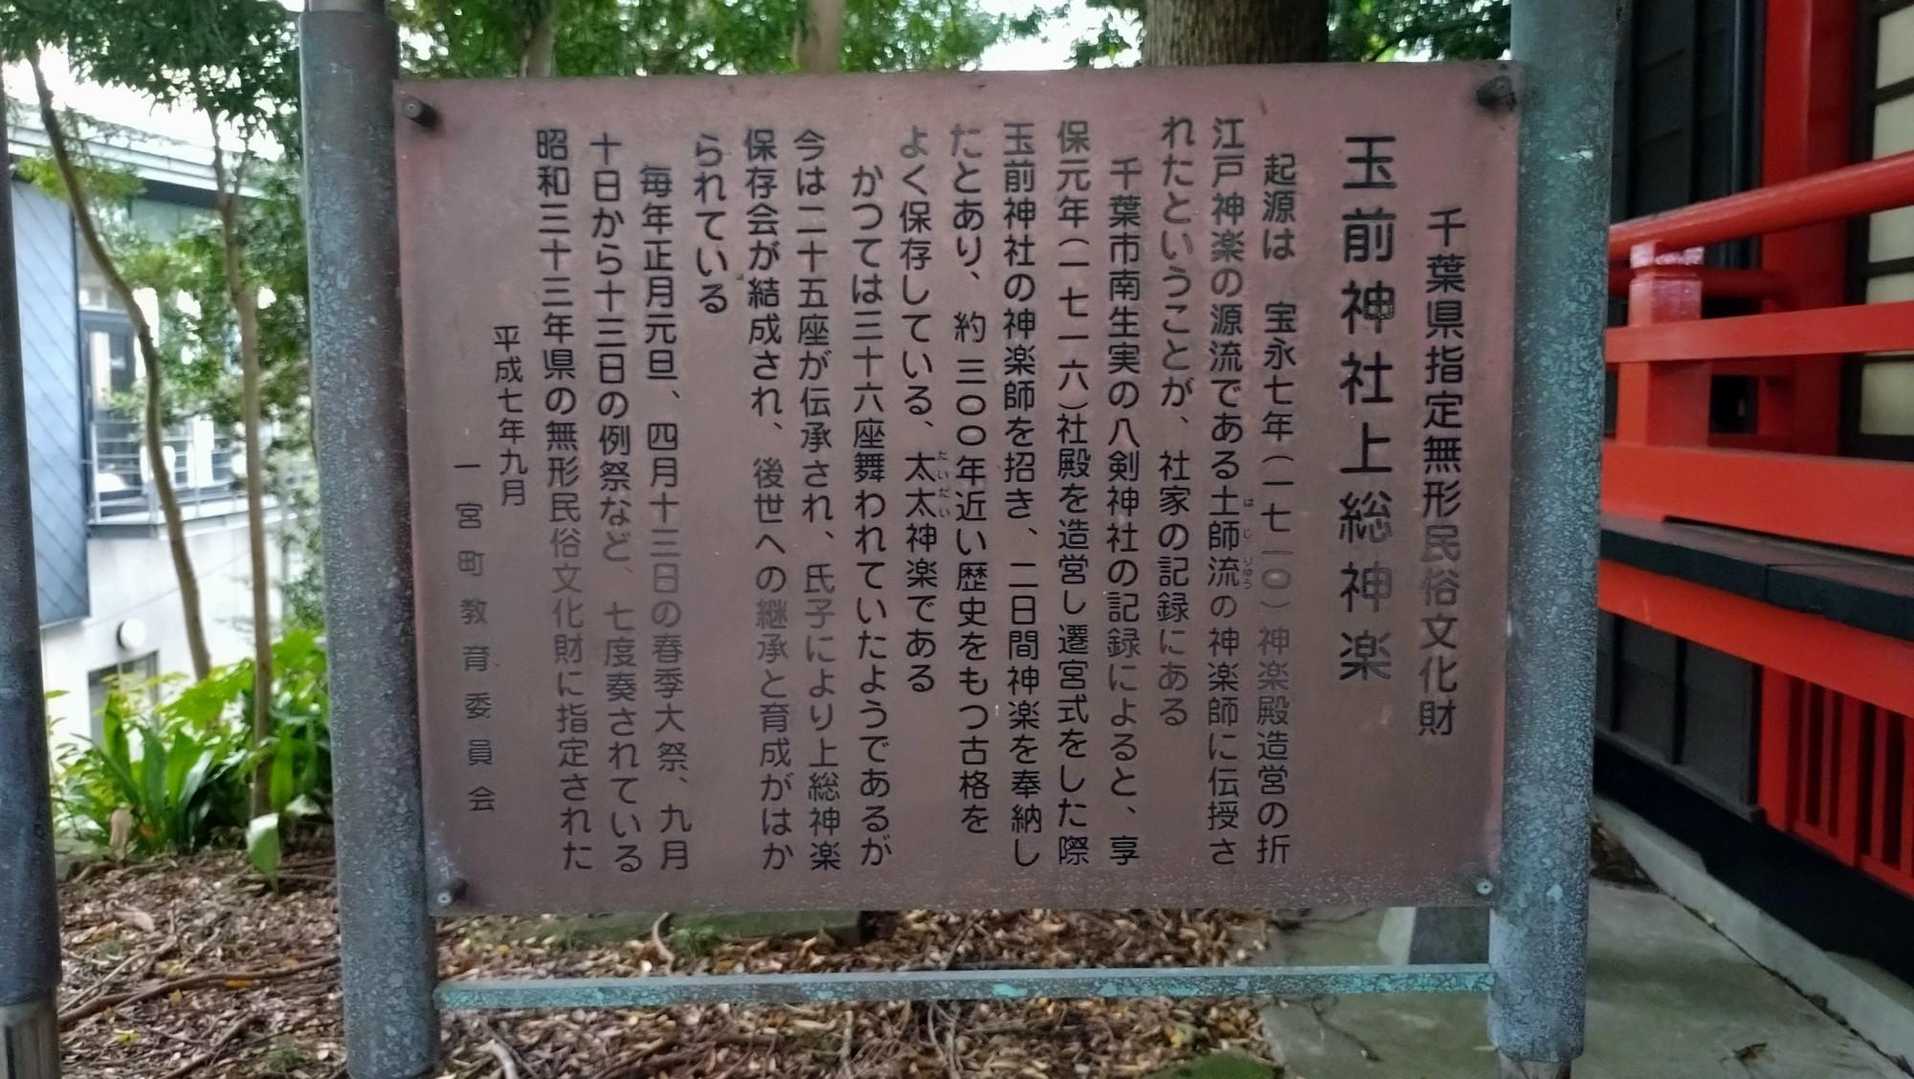 千葉県指定無形民俗文化財
玉前神社上総神楽
起源は　宝永七年(一七一〇)神楽殿造営の折
江戸神楽の源流である土師流の神楽師に伝授さ
はじりゅう
れたということが、社家の記録にある
千葉市南生実の八剣神社の記録によると、享
保元年(一七一六)社殿を造営し遷宮式をした際
玉前神社の神楽師を招き、二日間神楽を奉納し
たとあり、約三〇〇年近い歴史をもつ古格を
よく保存している、太太神楽である
たいだい
かつては三十六座舞われていたようであるが
今は二十五座が伝承され、氏子により上総神楽
保存会が結成され、後世への継承と育成がはか
られている
毎年正月元旦、四月十三日の春季大祭、九月
十日から十三日の例祭など、七度奏されている
昭和三十三年県の無形民俗文化財に指定された
平成七年九月
一宮町教育委員会